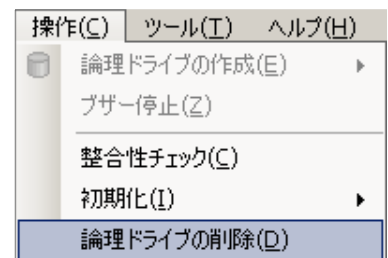 操作(C) ツール(T) ヘルプ(H)
論理ドライブの作成(E)
ブザー停止(Z)
整合性チェック(C)
初期化(I)
論理ドライブの削除(D)